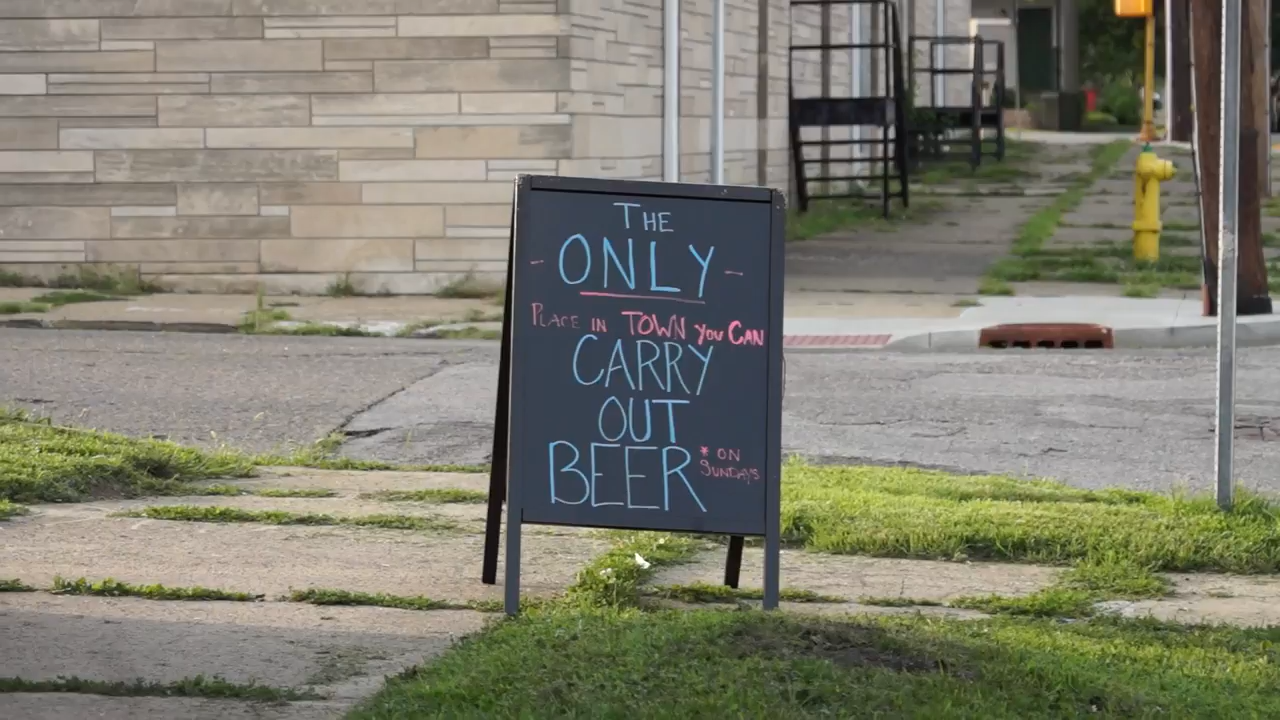 THE
- ONLY -
PLACE IN TOWN YOU CAN
CARRY
OUT
BEER
* ON
SUNDAYS